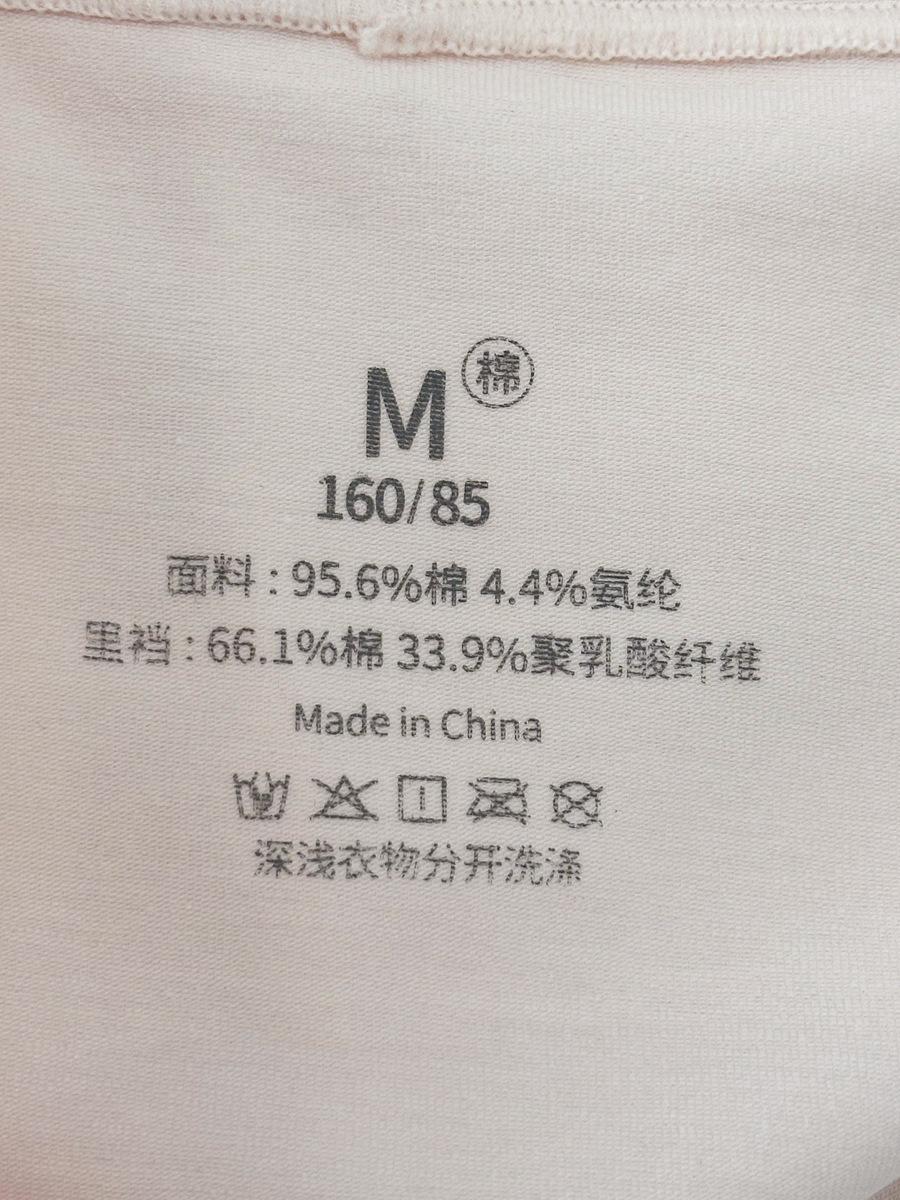 M 棉
160/85
面料：95.6%棉 4.4%氨纶
里裆：66.1%棉 33.9%聚乳酸纤维
Made in China
深浅衣物分开洗涤